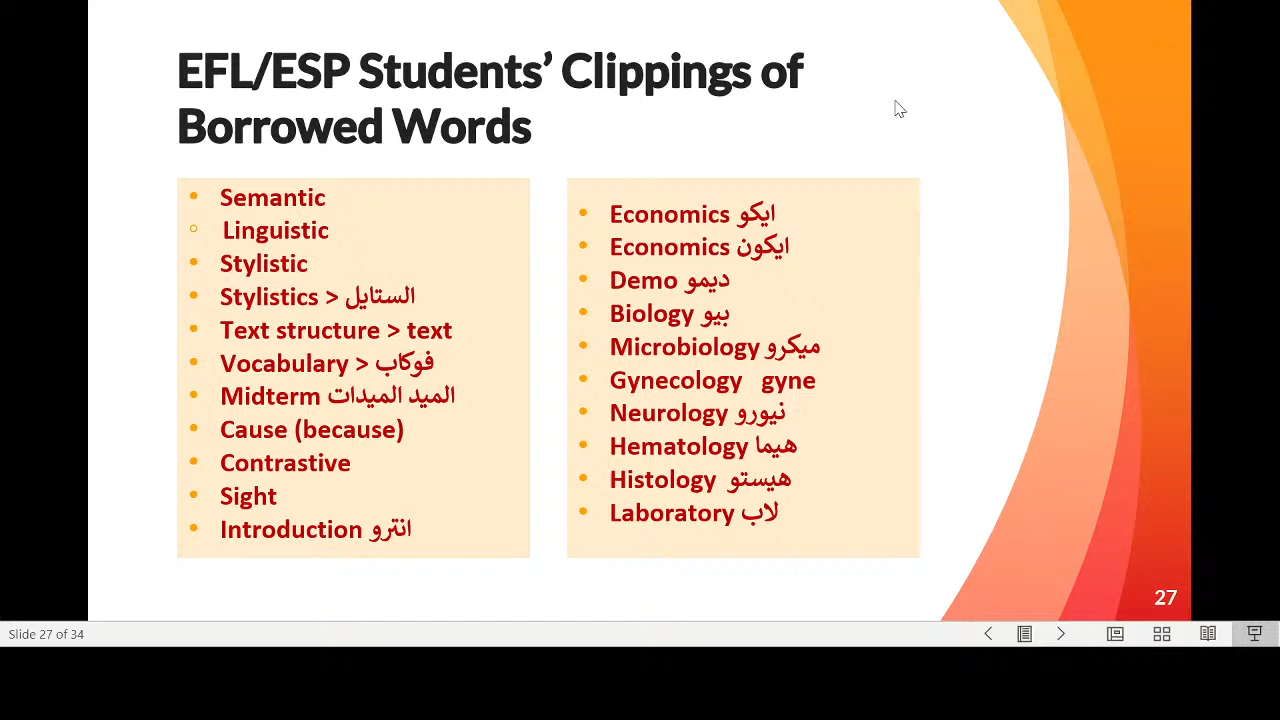 EFL/ESP Students’ Clippings of
Borrowed Words
Semantic
Linguistic
Stylistic
Stylistics > الستايل
Text structure > text
Vocabulary > فوكاب
Midterm الميد الميدات
Cause (because)
Contrastive
Sight
Introduction انترو
Economics ايكو
Economics ايكون
Demo ديمو
Biology بيو
Microbiology ميكرو
Gynecology gyne
Neurology نيورو
Hematology هيما
Histology هيستو
Laboratory لاب
27
Slide 27 of 34